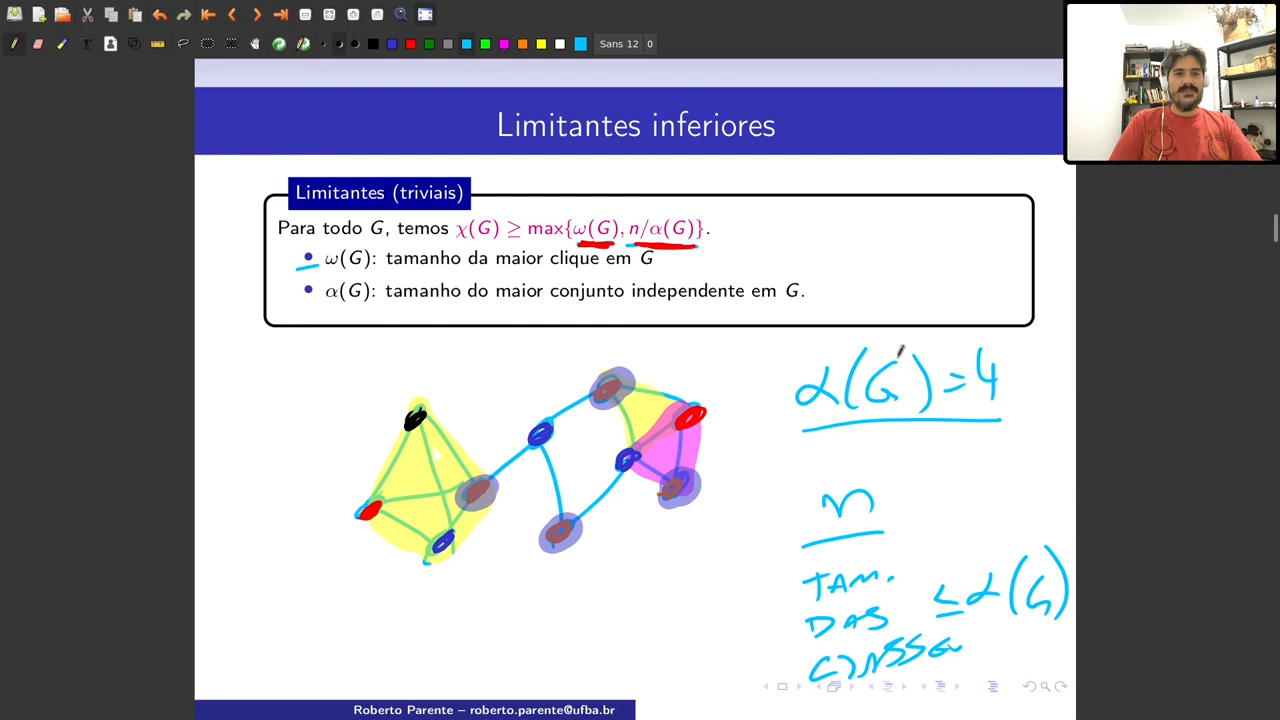 Sans 12 0
Limitantes inferiores
Limitantes (triviais)
Para todo G, temos χ(G) ≥ max{ω(G), n/α(G)}.
ω(G): tamanho da maior clique em G
α(G): tamanho do maior conjunto independente em G.
α(G) = 4
n
TAM.
DAS ≤ α(G)
Roberto Parente – roberto.parente@ufba.br